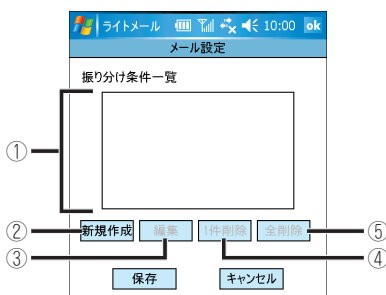 ライトメール 10:00 ok
メール設定
振り分け条件一覧
①
② 新規作成 編集 1件削除 全削除 ⑤
③ ④
保存 キャンセル